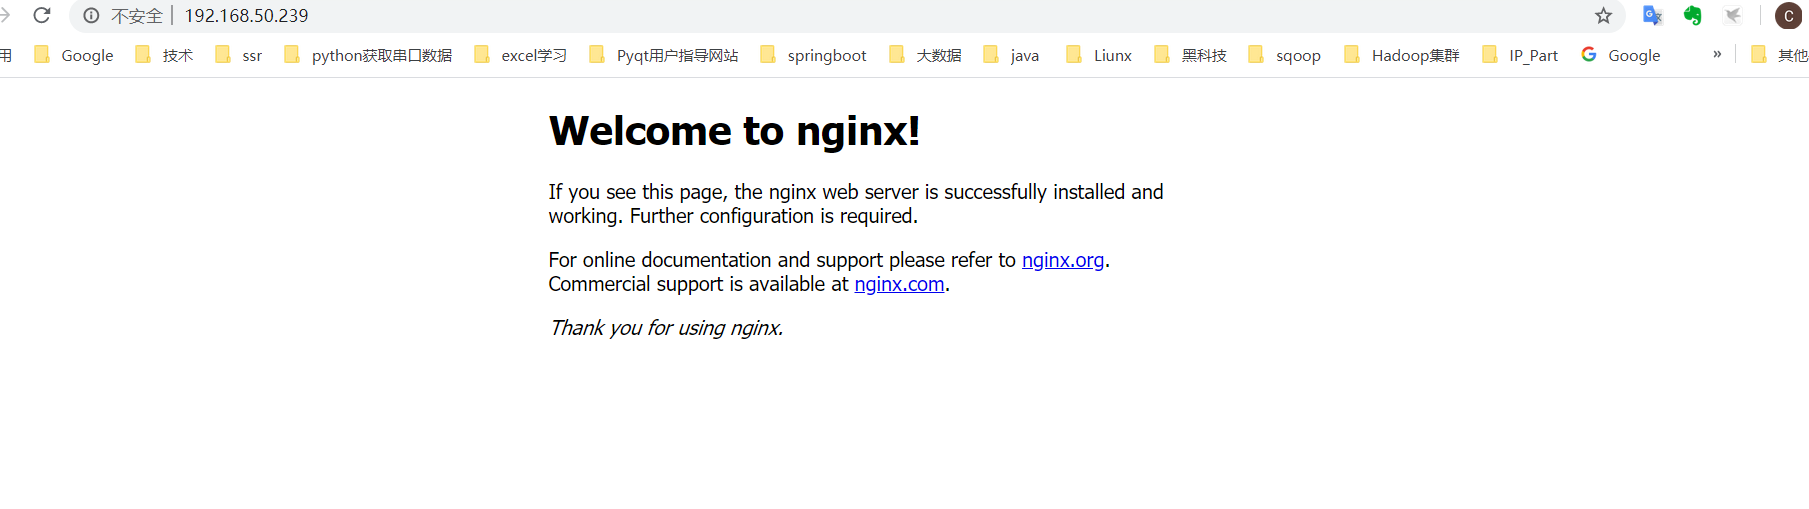 不安全 | 192.168.50.239
C
用 Google 技术 ssr python获取串口数据 excel学习 Pyqt用户指导网站 springboot 大数据 java Liunx 黑科技 sqoop Hadoop集群 IP_Part Google » 其他
Welcome to nginx!
If you see this page, the nginx web server is successfully installed and
working. Further configuration is required.
For online documentation and support please refer to nginx.org.
Commercial support is available at nginx.com.
Thank you for using nginx.